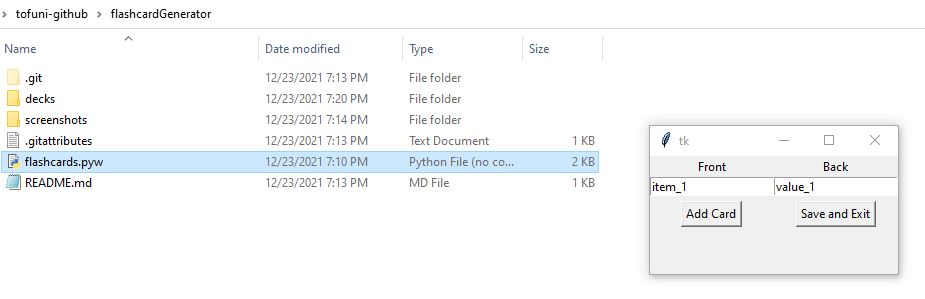 tofuni-github > flashcardGenerator
Name Date modified Type Size
.git 12/23/2021 7:13 PM File folder
decks 12/23/2021 7:20 PM File folder
screenshots 12/23/2021 7:14 PM File folder
.gitattributes 12/23/2021 7:13 PM Text Document 1 KB
flashcards.pyw 12/23/2021 7:10 PM Python File (no co... 2 KB
README.md 12/23/2021 7:13 PM MD File 1 KB
tk
Front Back
item_1 value_1
Add Card Save and Exit